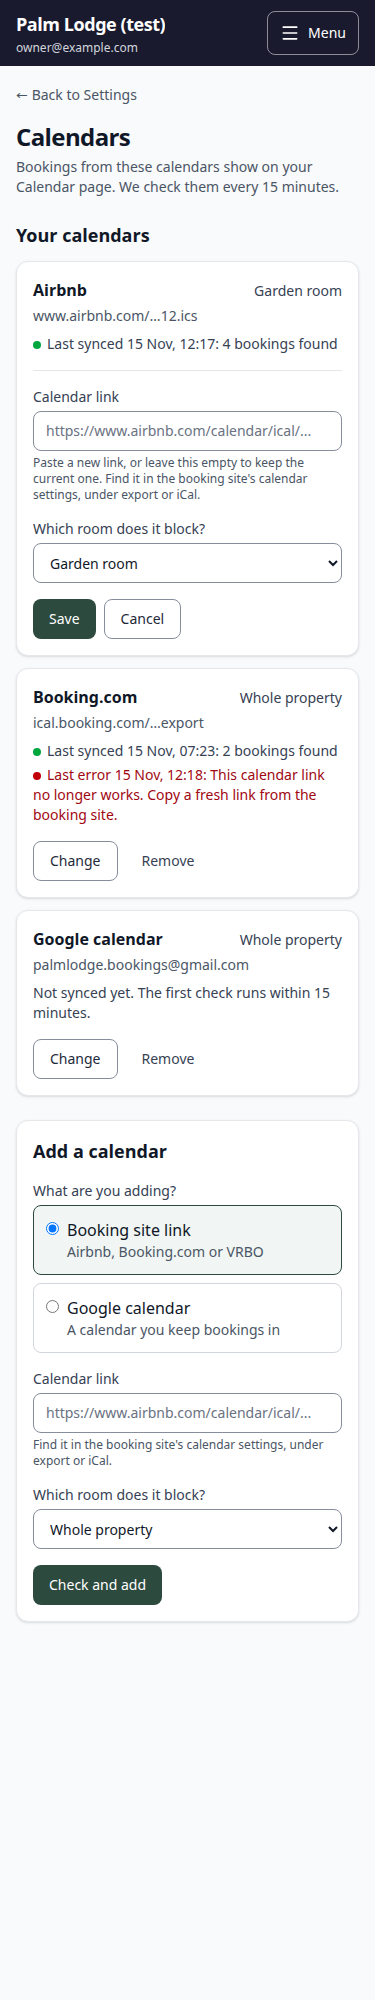 Palm Lodge (test)
owner@example.com
Menu
← Back to Settings
Calendars
Bookings from these calendars show on your
Calendar page. We check them every 15 minutes.
Your calendars
Airbnb
Garden room
www.airbnb.com/…12.ics
Last synced 15 Nov, 12:17: 4 bookings found
Calendar link
https://www.airbnb.com/calendar/ical/…
Paste a new link, or leave this empty to keep the
current one. Find it in the booking site's calendar
settings, under export or iCal.
Which room does it block?
Garden room
Save
Cancel
Booking.com
Whole property
ical.booking.com/…export
Last synced 15 Nov, 07:23: 2 bookings found
Last error 15 Nov, 12:18: This calendar link
no longer works. Copy a fresh link from the
booking site.
Change
Remove
Google calendar
Whole property
palmlodge.bookings@gmail.com
Not synced yet. The first check runs within 15
minutes.
Change
Remove
Add a calendar
What are you adding?
Booking site link
Airbnb, Booking.com or VRBO
Google calendar
A calendar you keep bookings in
Calendar link
https://www.airbnb.com/calendar/ical/…
Find it in the booking site's calendar settings, under
export or iCal.
Which room does it block?
Whole property
Check and add